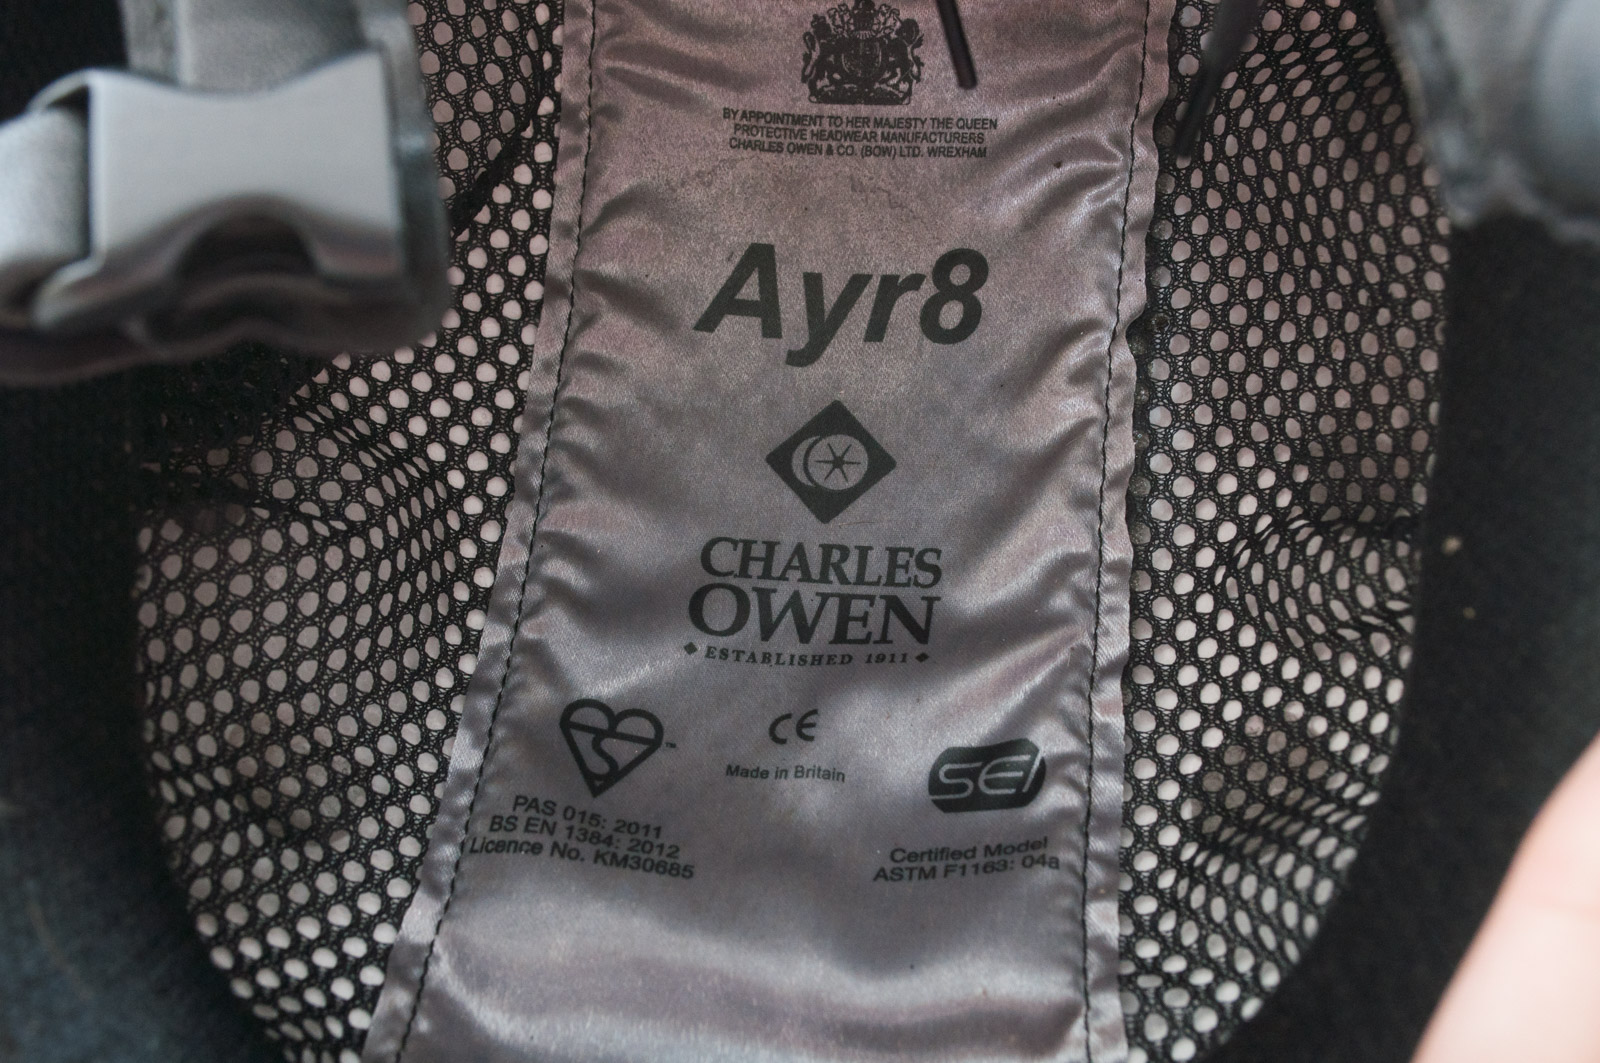 BY APPOINTMENT TO HER MAJESTY THE QUEEN
PROTECTIVE HEADWEAR MANUFACTURERS
CHARLES OWEN & CO. (BOW) LTD. WREXHAM
Ayr8
CHARLES
OWEN
ESTABLISHED 1911
CE
Made in Britain
SEI
PAS 015: 2011
BS EN 1384: 2012
Licence No. KM30685
Certified Model
ASTM F1163: 04a